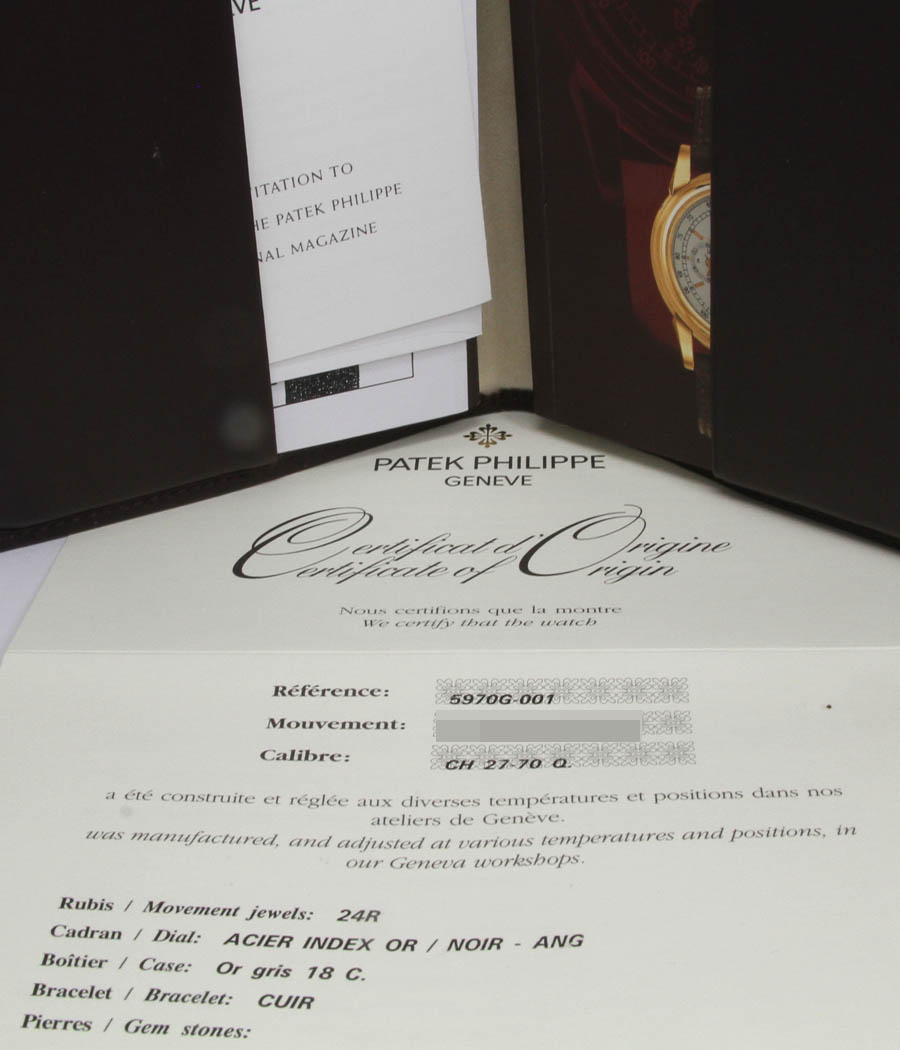 VE
GENEVE
ITATION TO
HE PATEK PHILIPPE
NAL MAGAZINE
PATEK PHILIPPE
GENEVE
Certificat d'Origine
Certificate of Origin
Nous certifions que la montre
We certify that the watch
Référence: 5970G-001
Mouvement:
Calibre: CH 27-70 Q
a été construite et réglée aux diverses températures et positions dans nos
ateliers de Genève.
was manufactured, and adjusted at various temperatures and positions, in
our Geneva workshops.
Rubis / Movement jewels: 24R
Cadran / Dial: ACIER INDEX OR / NOIR - ANG
Boîtier / Case: Or gris 18 C.
Bracelet / Bracelet: CUIR
Pierres / Gem stones: